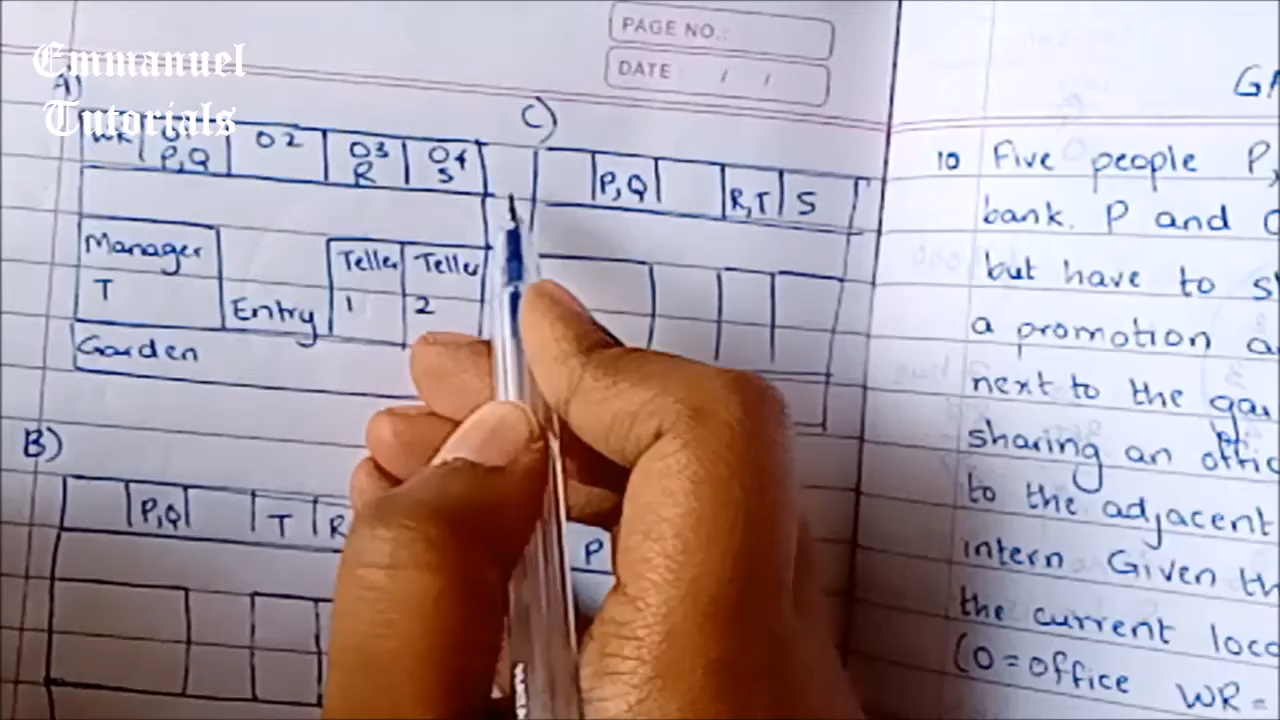 Emmanuel
Tutorials
PAGE NO.:
DATE : / /
A)
WR
P,Q
O2
O3
R
O4
S
Manager
T
Entry
Teller
1
Teller
2
Garden
C)
P,Q
R,T
S
B)
P,Q
T
R
P
10 Five people P,
bank. P and
but have to s
a promotion a
next to the ga
sharing an offic
to the adjacent
intern Given th
the current loc
(O = office WR =